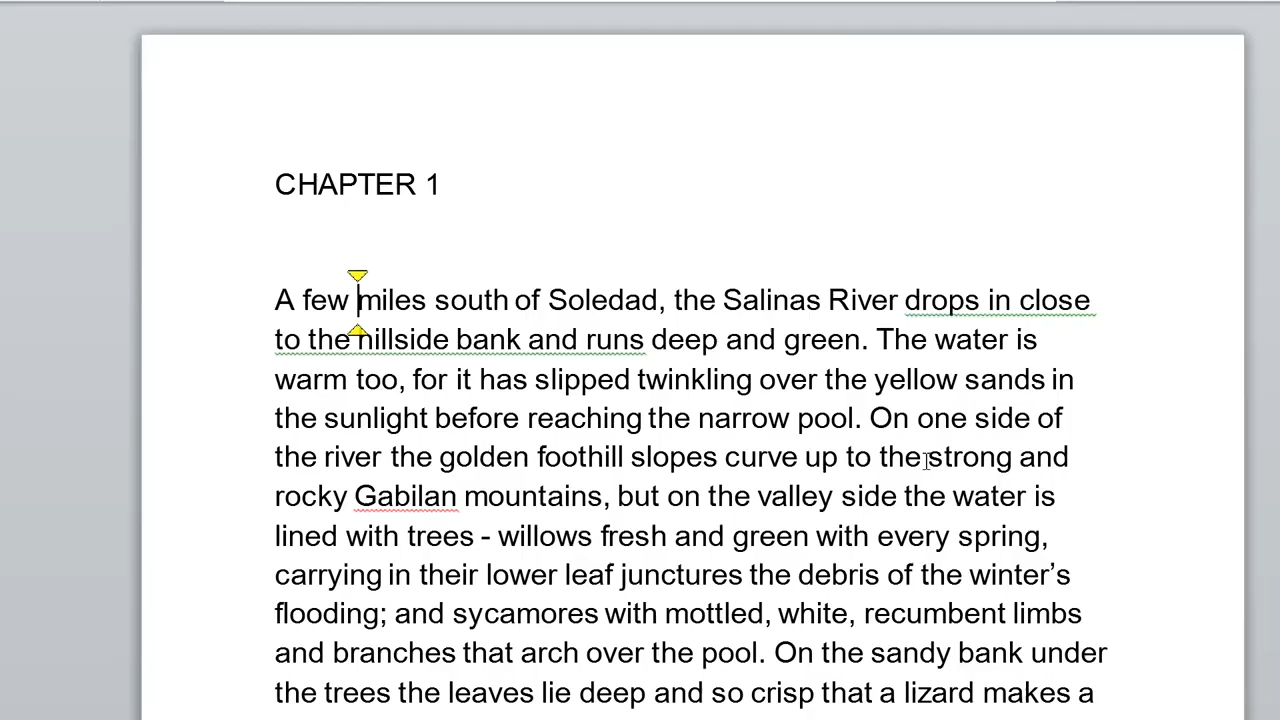 CHAPTER 1
A few miles south of Soledad, the Salinas River drops in close
to the hillside bank and runs deep and green. The water is
warm too, for it has slipped twinkling over the yellow sands in
the sunlight before reaching the narrow pool. On one side of
the river the golden foothill slopes curve up to the strong and
rocky Gabilan mountains, but on the valley side the water is
lined with trees - willows fresh and green with every spring,
carrying in their lower leaf junctures the debris of the winter’s
flooding; and sycamores with mottled, white, recumbent limbs
and branches that arch over the pool. On the sandy bank under
the trees the leaves lie deep and so crisp that a lizard makes a